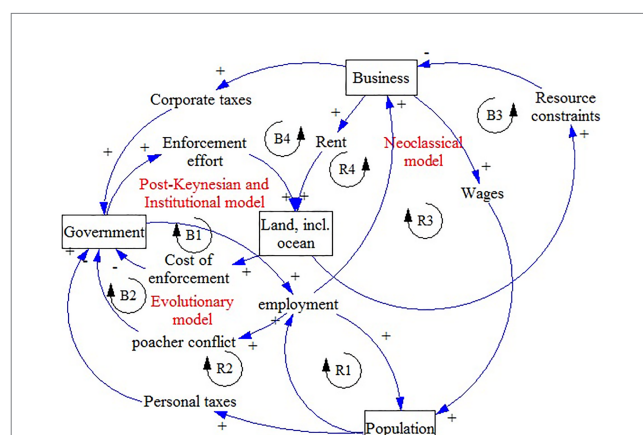 -
Business
+
+
+
Corporate taxes
B3
Resource
constraints
+
+
+
Enforcement
effort
B4
Rent
Neoclassical
model
R4
+
Wages
Post-Keynesian and
Institutional model
+
+
R3
Government
+
-
B1
Land, incl.
ocean
-
Cost of
enforcement
+
B2
Evolutionary
model
employment
+
poacher conflict
+
+
R2
R1
Personal taxes
+
Population
+
+